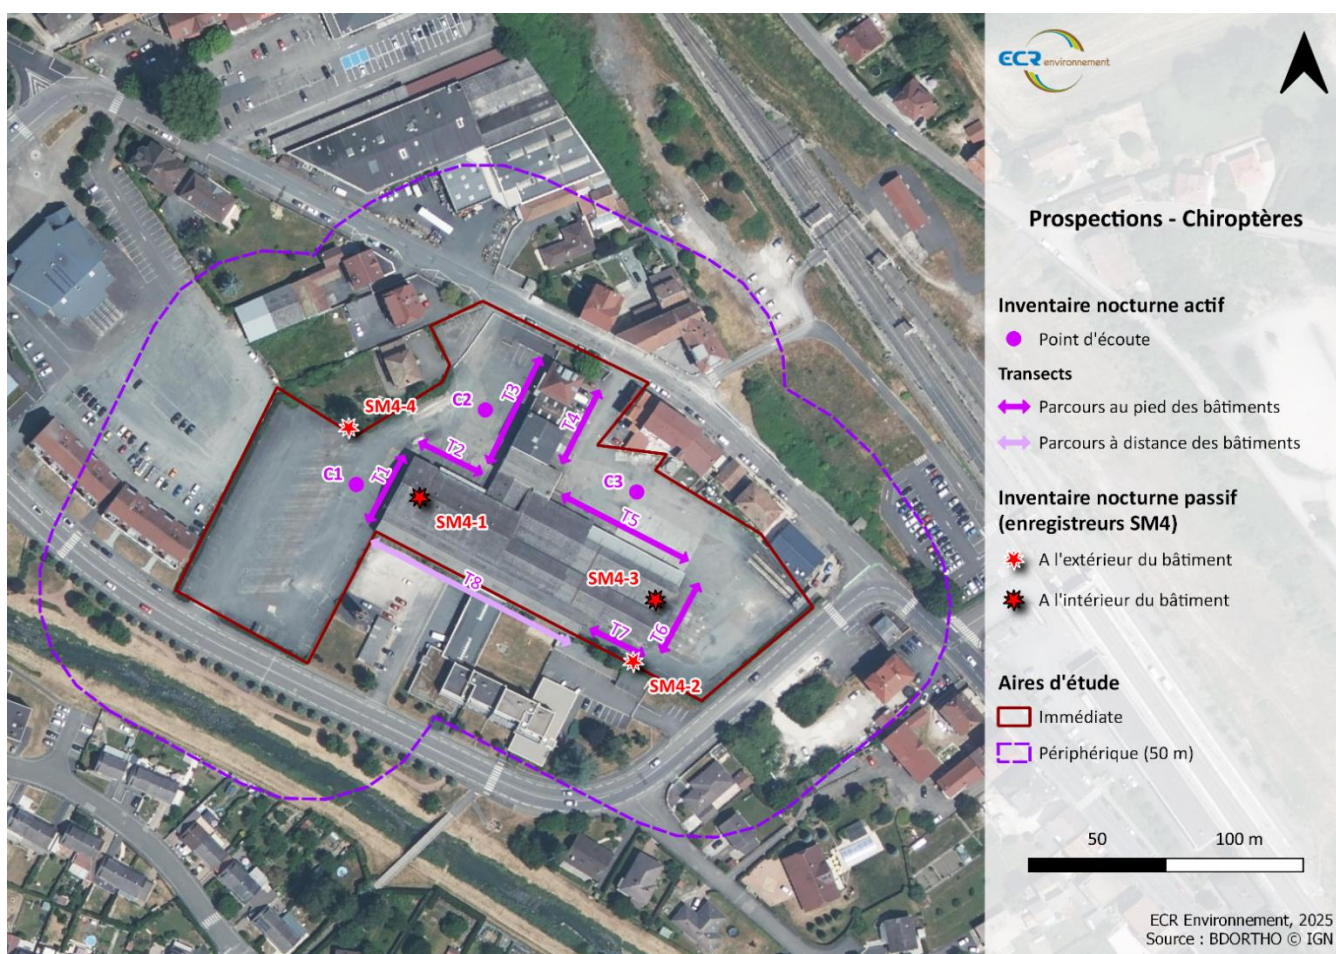 ECR environnement
Prospections - Chiroptères
Inventaire nocturne actif
Point d'écoute
Transects
Parcours au pied des bâtiments
Parcours à distance des bâtiments
Inventaire nocturne passif
(enregistreurs SM4)
A l'extérieur du bâtiment
A l'intérieur du bâtiment
Aires d'étude
Immédiate
Périphérique (50 m)
50 100 m
ECR Environnement, 2025
Source : BDORTHO © IGN
SM4-4
C2
T3
T4
T2
C1
T1
SM4-1
C3
T5
SM4-3
T8
T7
T6
SM4-2